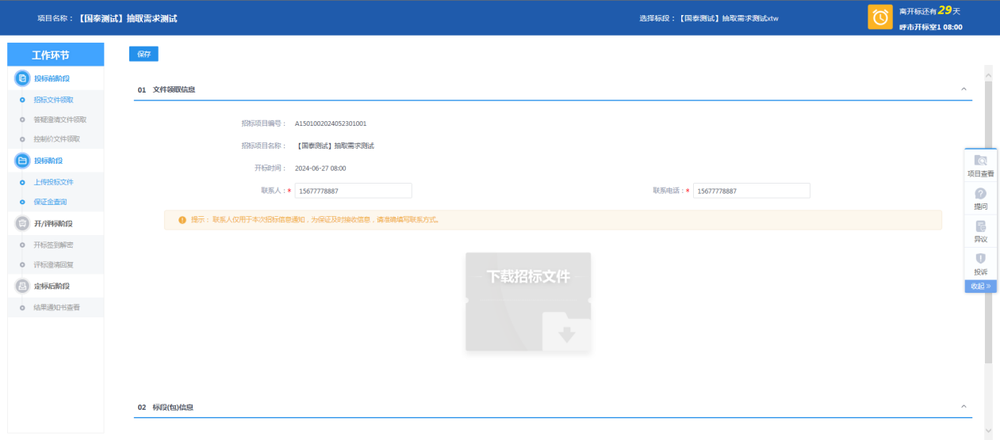 项目名称：【国泰测试】抽取需求测试
选择标段：【国泰测试】抽取需求测试xtw
离开标还有29天
呼市开标室1 08:00
工作环节
投标前阶段
招标文件领取
答疑澄清文件领取
控制价文件领取
投标阶段
上传投标文件
保证金查询
开/评标阶段
开标签到解密
评标澄清回复
定标后阶段
结果通知书查看
保存
01 文件领取信息
招标项目编号： A1501002024052301001
招标项目名称： 【国泰测试】抽取需求测试
开标时间： 2024-06-27 08:00
联系人：* 15677778887
联系电话：* 15677778887
提示： 联系人仅用于本次招标信息通知，为保证及时接收信息，请准确填写联系方式。
下载招标文件
02 标段(包)信息
项目查看
提问
异议
投诉
收起 »